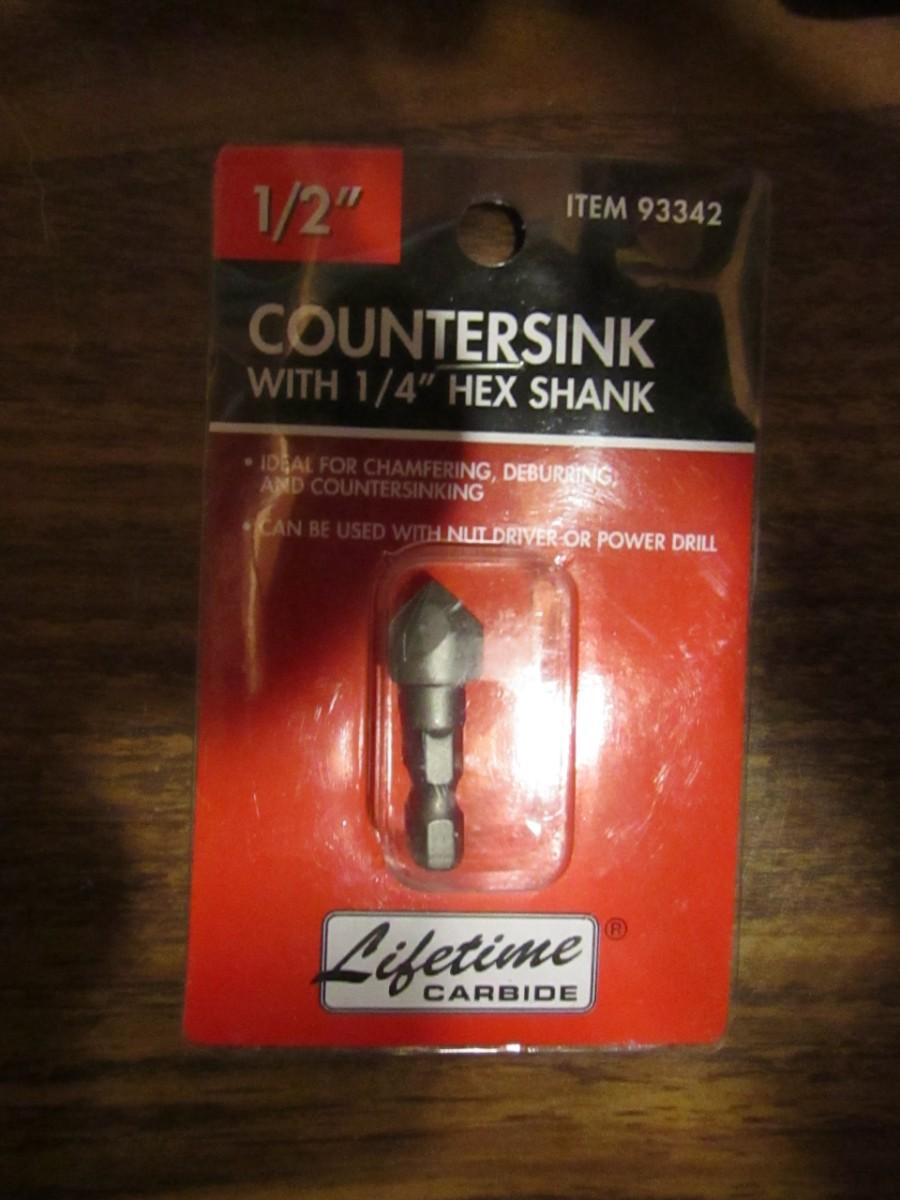 1/2"
ITEM 93342
COUNTERSINK
WITH 1/4" HEX SHANK
• IDEAL FOR CHAMFERING, DEBURRING,
AND COUNTERSINKING
• CAN BE USED WITH NUT DRIVER OR POWER DRILL
Lifetime ®
CARBIDE